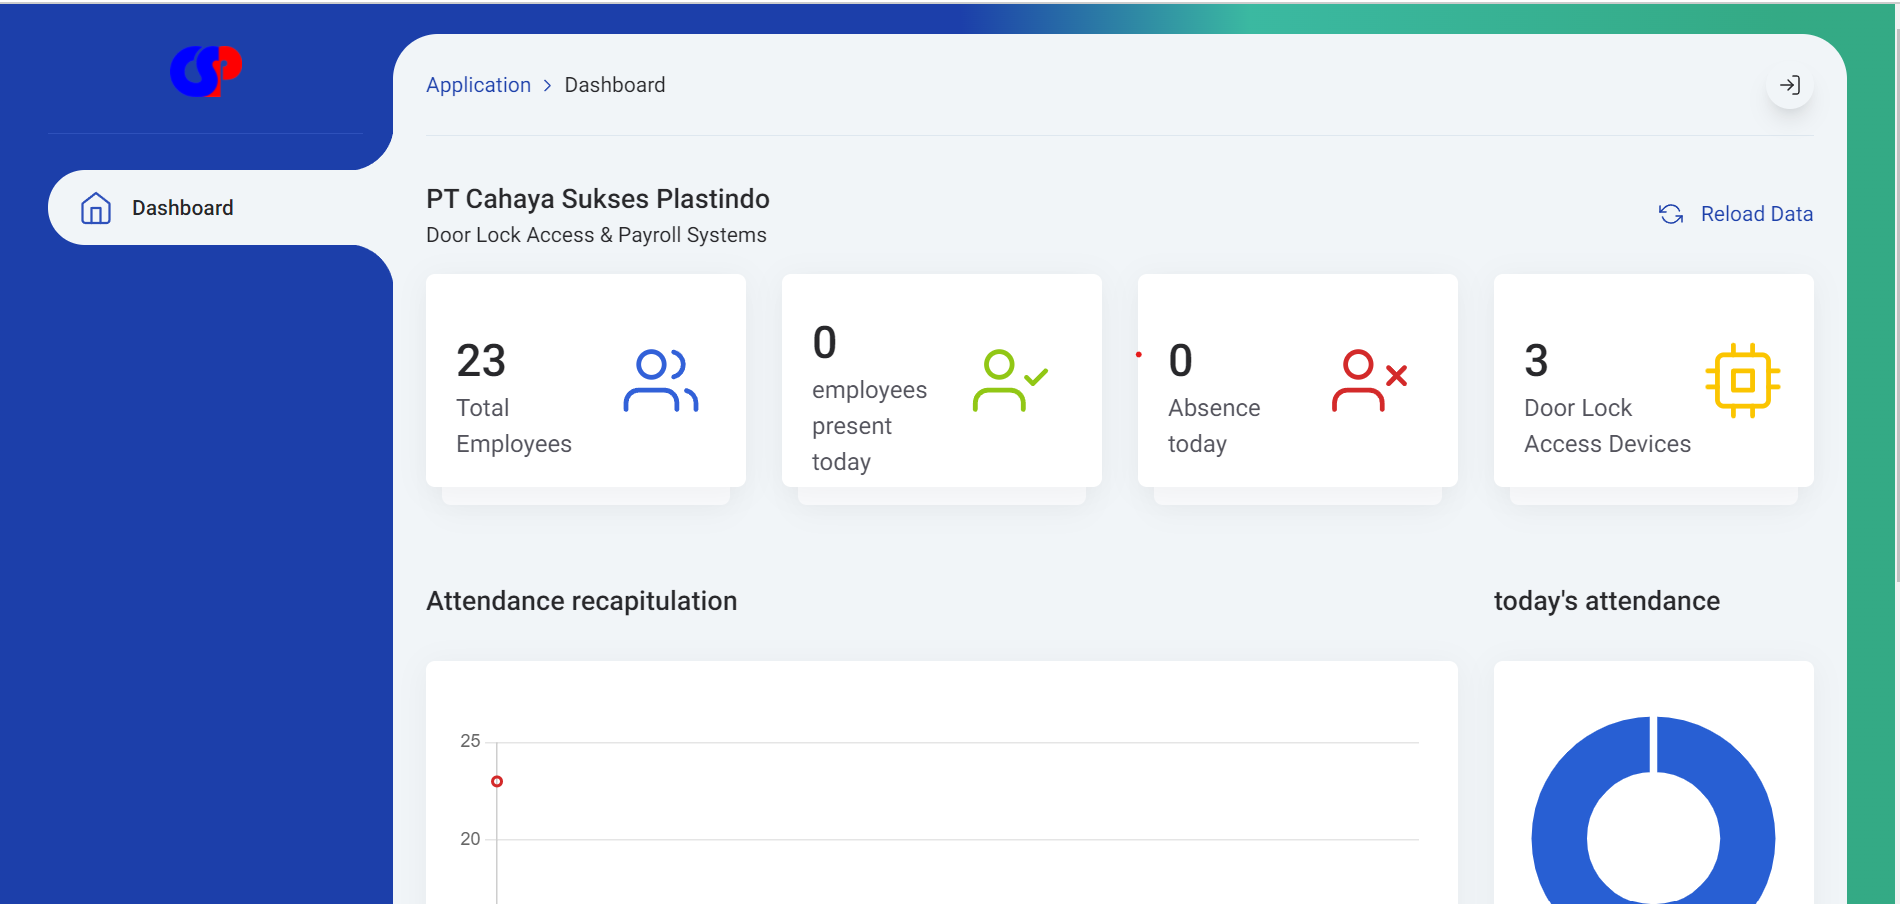 CSP
Application > Dashboard
Dashboard
PT Cahaya Sukses Plastindo
Door Lock Access & Payroll Systems
Reload Data
23
Total
Employees
0
employees
present
today
0
Absence
today
3
Door Lock
Access Devices
Attendance recapitulation
today's attendance
25
20